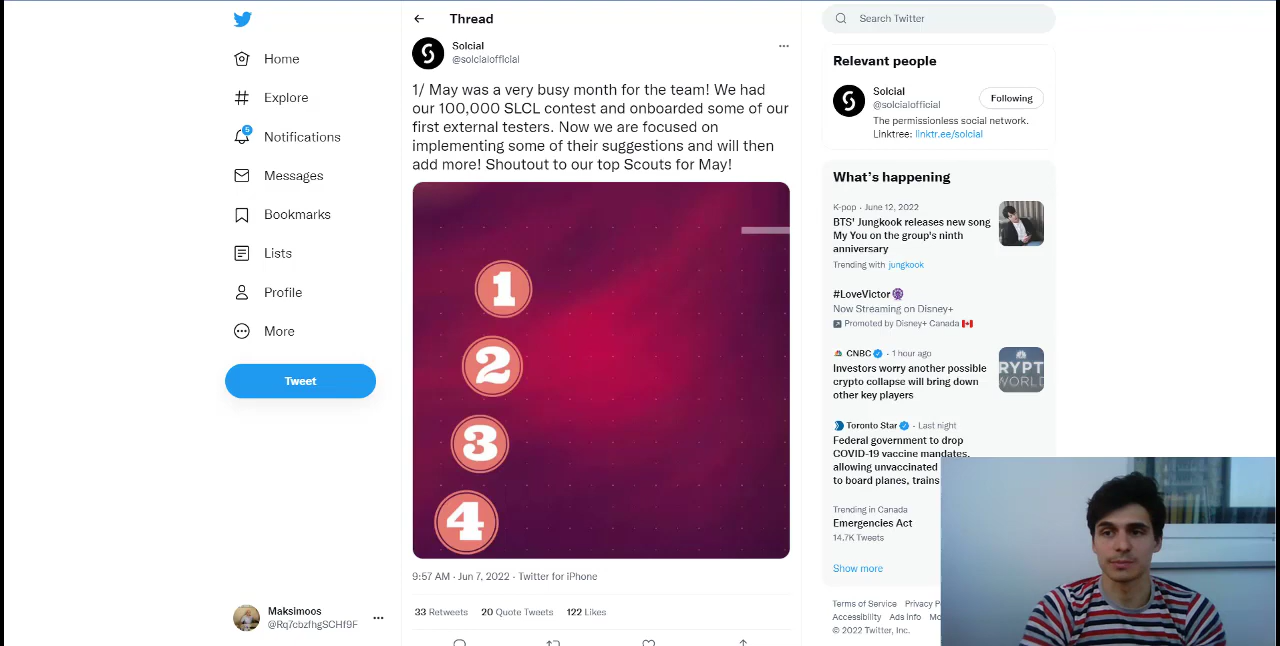 Home
Explore
5
Notifications
Messages
Bookmarks
Lists
Profile
More
Tweet
Maksimoos
@Rq7cbzfhgSCHf9F
Thread
Solcial
@solcialofficial
1/ May was a very busy month for the team! We had
our 100,000 SLCL contest and onboarded some of our
first external testers. Now we are focused on
implementing some of their suggestions and will then
add more! Shoutout to our top Scouts for May!
1
2
3
4
9:57 AM · Jun 7, 2022 · Twitter for iPhone
33 Retweets 20 Quote Tweets 122 Likes
Search Twitter
Relevant people
Solcial
@solcialofficial
Following
The permissionless social network.
Linktree: linktr.ee/solcial
What's happening
K-pop · June 12, 2022
BTS' Jungkook releases new song
My You on the group's ninth
anniversary
Trending with jungkook
#LoveVictor
Now Streaming on Disney+
Promoted by Disney+ Canada
CNBC · 1 hour ago
Investors worry another possible
crypto collapse will bring down
other key players
RYPT
WORLD
Toronto Star · Last night
Federal government to drop
COVID-19 vaccine mandates,
allowing unvaccinated
to board planes, trains
Trending in Canada
Emergencies Act
14.7K Tweets
Show more
Terms of Service Privacy P
Accessibility Ads info Mo
© 2022 Twitter, Inc.